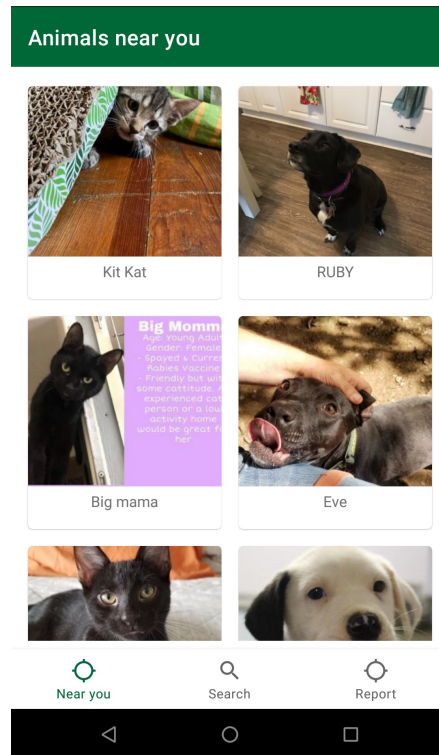 Animals near you
Kit Kat
RUBY
Big Momm
Age: Young Adul
Gender: Female
- Spayed & Curre
Rabies Vaccine
- Friendly but wit
some cattitude. A
experienced cat
person or a low
activity home
would be great f
her
Big mama
Eve
Near you
Search
Report